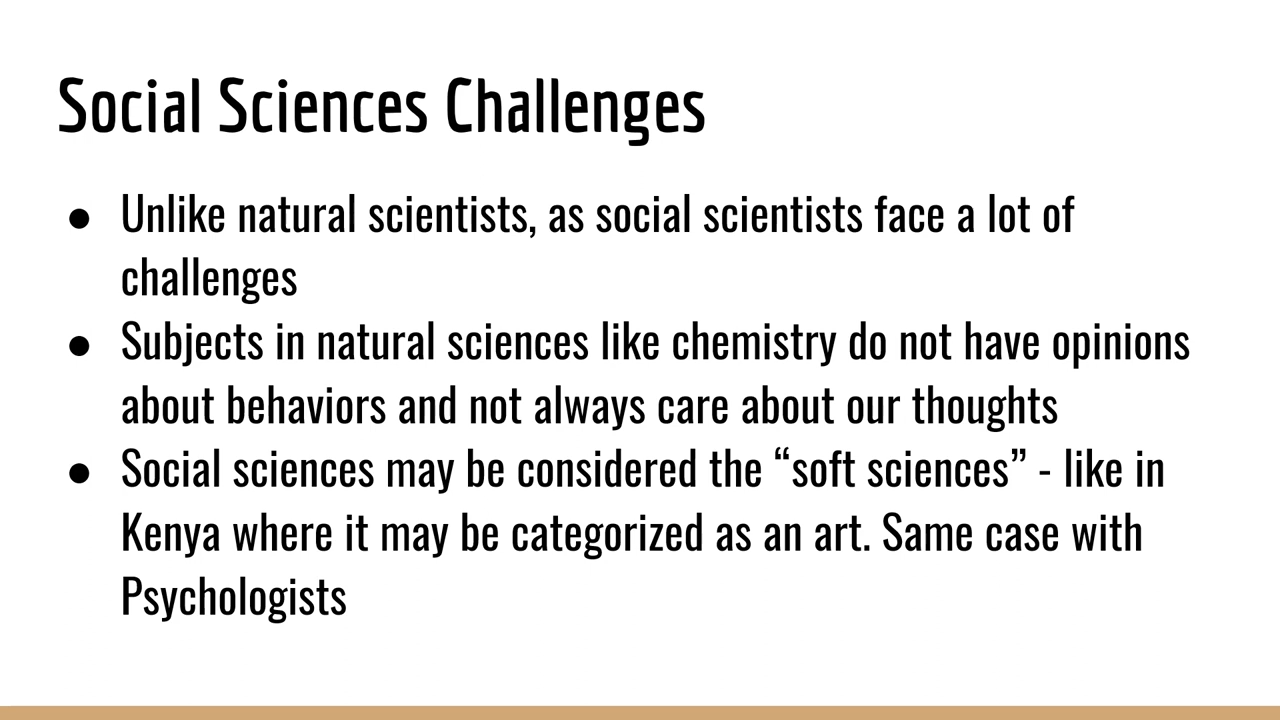 Social Sciences Challenges
● Unlike natural scientists, as social scientists face a lot of
challenges
● Subjects in natural sciences like chemistry do not have opinions
about behaviors and not always care about our thoughts
● Social sciences may be considered the “soft sciences” - like in
Kenya where it may be categorized as an art. Same case with
Psychologists